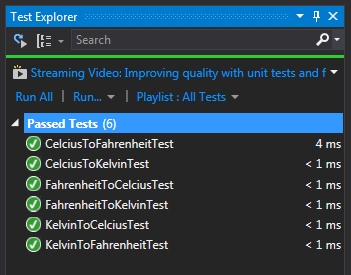 Test Explorer
Search
Streaming Video: Improving quality with unit tests and f
Run All | Run... | Playlist : All Tests
Passed Tests (6)
CelciusToFahrenheitTest 4 ms
CelciusToKelvinTest < 1 ms
FahrenheitToCelciusTest < 1 ms
FahrenheitToKelvinTest < 1 ms
KelvinToCelciusTest < 1 ms
KelvinToFahrenheitTest < 1 ms